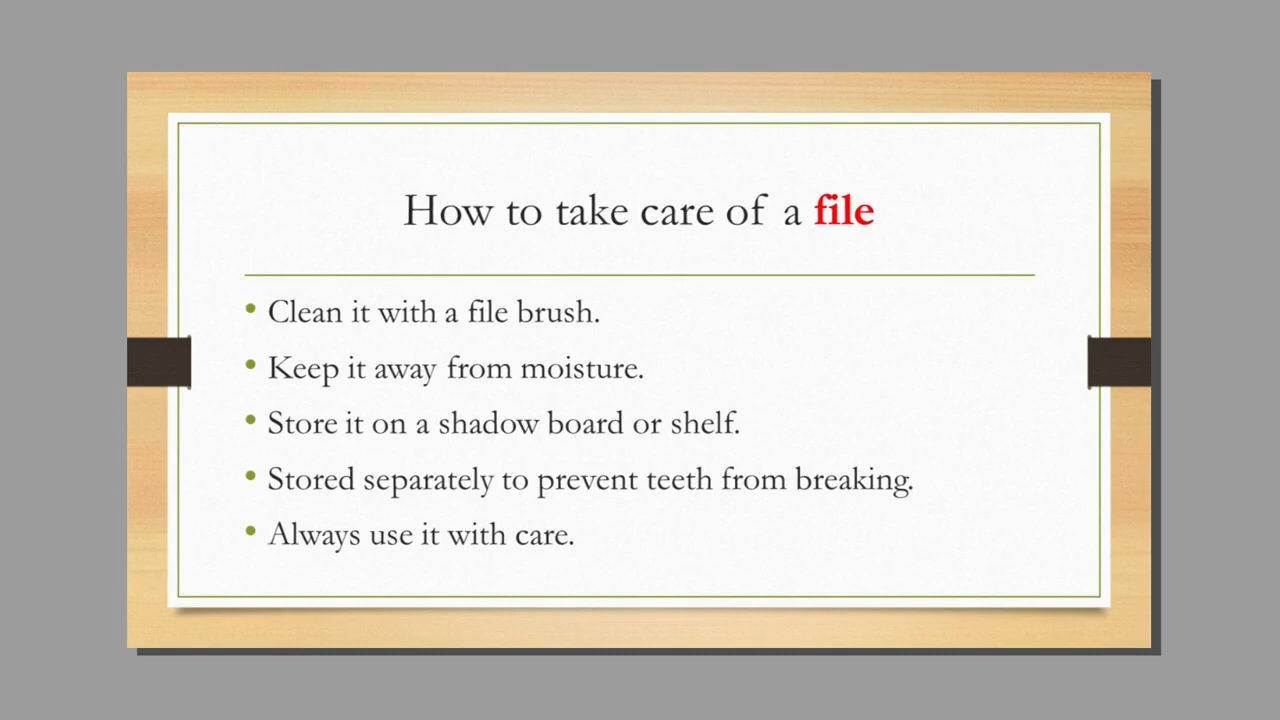 How to take care of a file
• Clean it with a file brush.
• Keep it away from moisture.
• Store it on a shadow board or shelf.
• Stored separately to prevent teeth from breaking.
• Always use it with care.